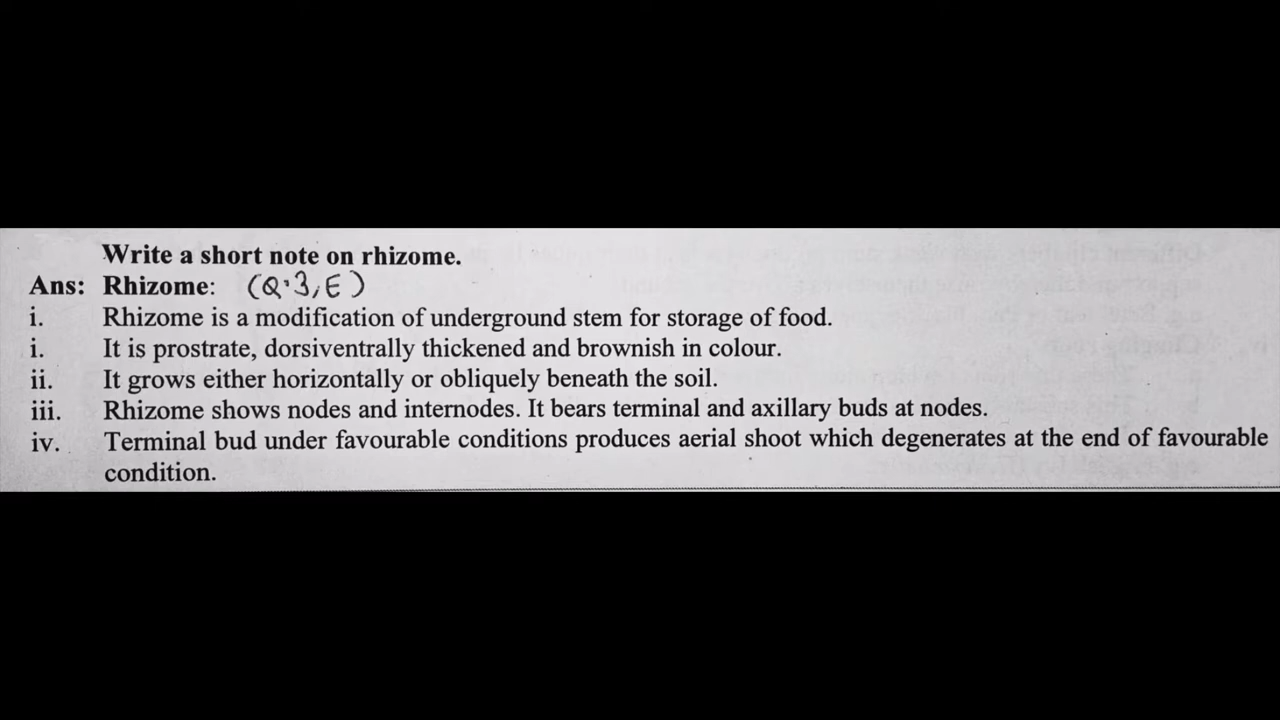 Write a short note on rhizome.
Ans: Rhizome: (Q.3, E)
i. Rhizome is a modification of underground stem for storage of food.
i. It is prostrate, dorsiventrally thickened and brownish in colour.
ii. It grows either horizontally or obliquely beneath the soil.
iii. Rhizome shows nodes and internodes. It bears terminal and axillary buds at nodes.
iv. Terminal bud under favourable conditions produces aerial shoot which degenerates at the end of favourable
condition.